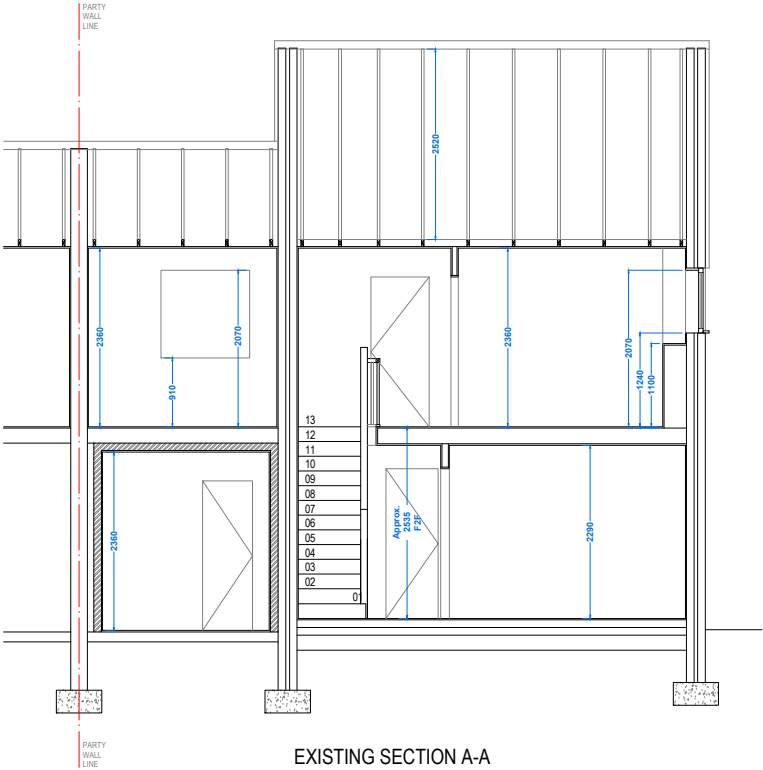 PARTY
WALL
LINE
2520
2360
910
2070
2360
2070
1240
1100
13
12
11
10
09
08
07
06
05
04
03
02
01
2360
Approx.
2535
F2F
2290
PARTY
WALL
LINE
EXISTING SECTION A-A